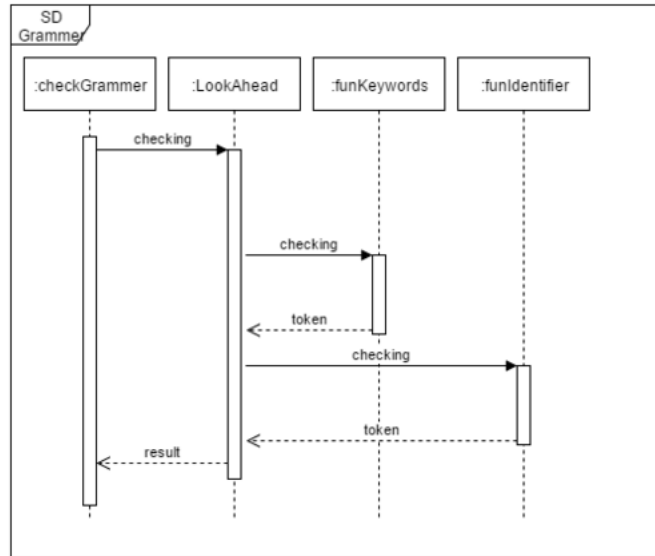 SD
Grammer
:checkGrammer
:LookAhead
:funKeywords
:funIdentifier
checking
checking
token
checking
token
result